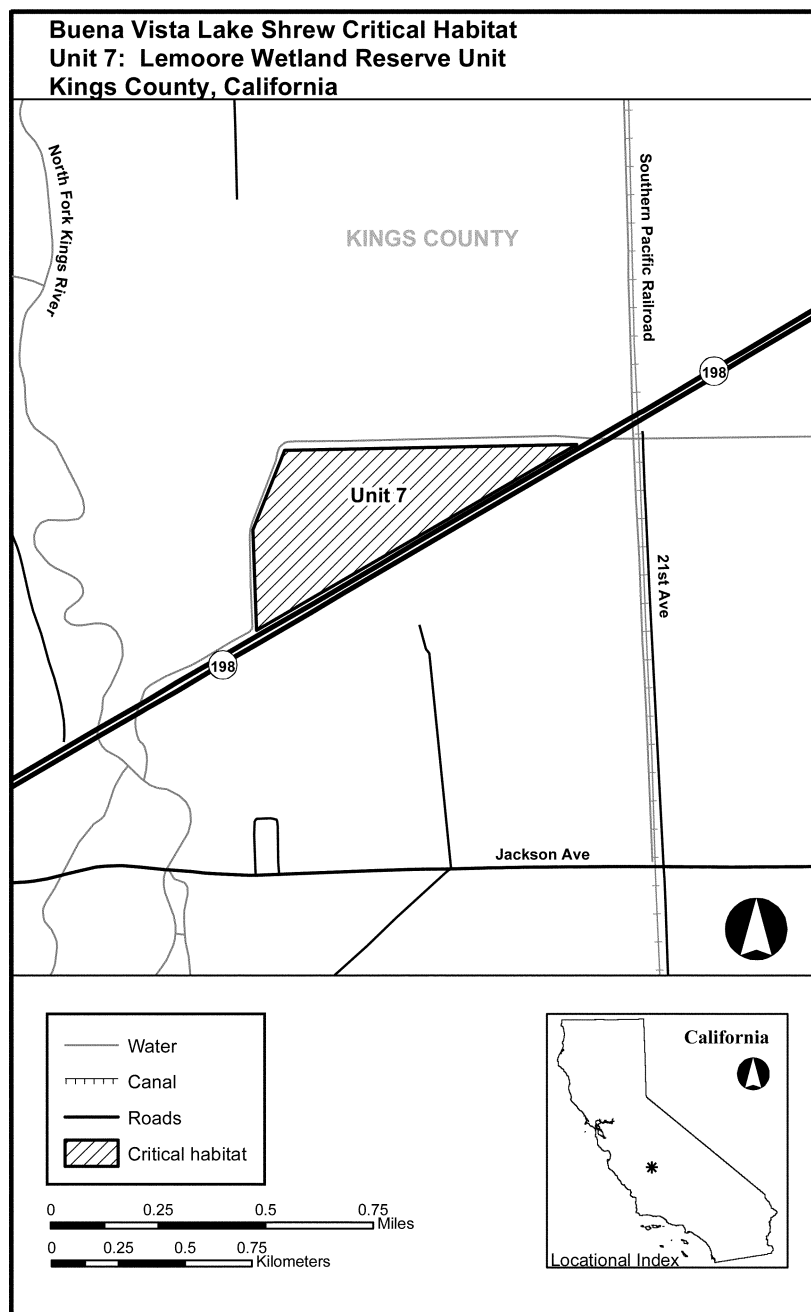 Buena Vista Lake Shrew Critical Habitat
Unit 7: Lemoore Wetland Reserve Unit
Kings County, California
North Fork Kings River
KINGS COUNTY
Southern Pacific Railroad
198
Unit 7
21st Ave
198
Jackson Ave
Water
Canal
Roads
Critical habitat
0 0.25 0.5 0.75
Miles
0 0.25 0.5 0.75
Kilometers
California
Locational Index